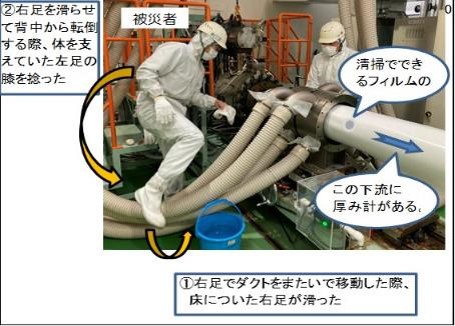 ②右足を滑らせ
て背中から転倒
する際、体を支
えていた左足の
膝を捻った
被災者
0
清掃ででき
るフィルムの
この下流に
厚み計がある。
①右足でダクトをまたいで移動した際、
床についた右足が滑った